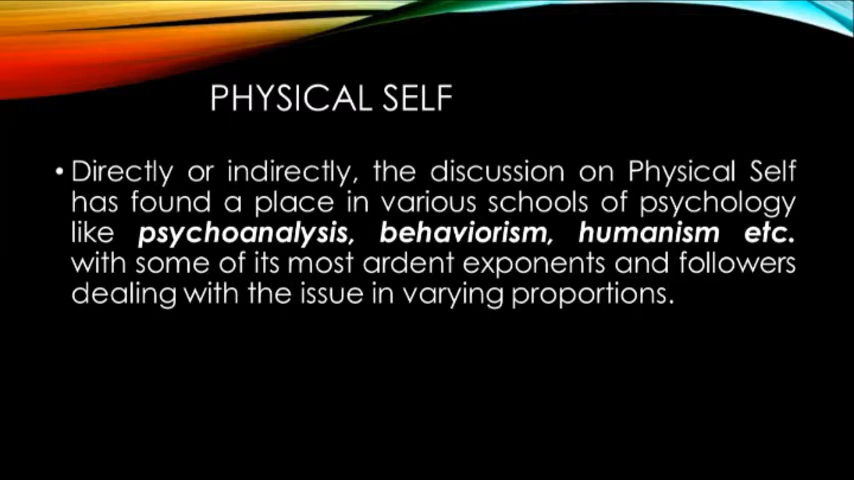 PHYSICAL SELF
• Directly or indirectly, the discussion on Physical Self
has found a place in various schools of psychology
like psychoanalysis, behaviorism, humanism etc.
with some of its most ardent exponents and followers
dealing with the issue in varying proportions.